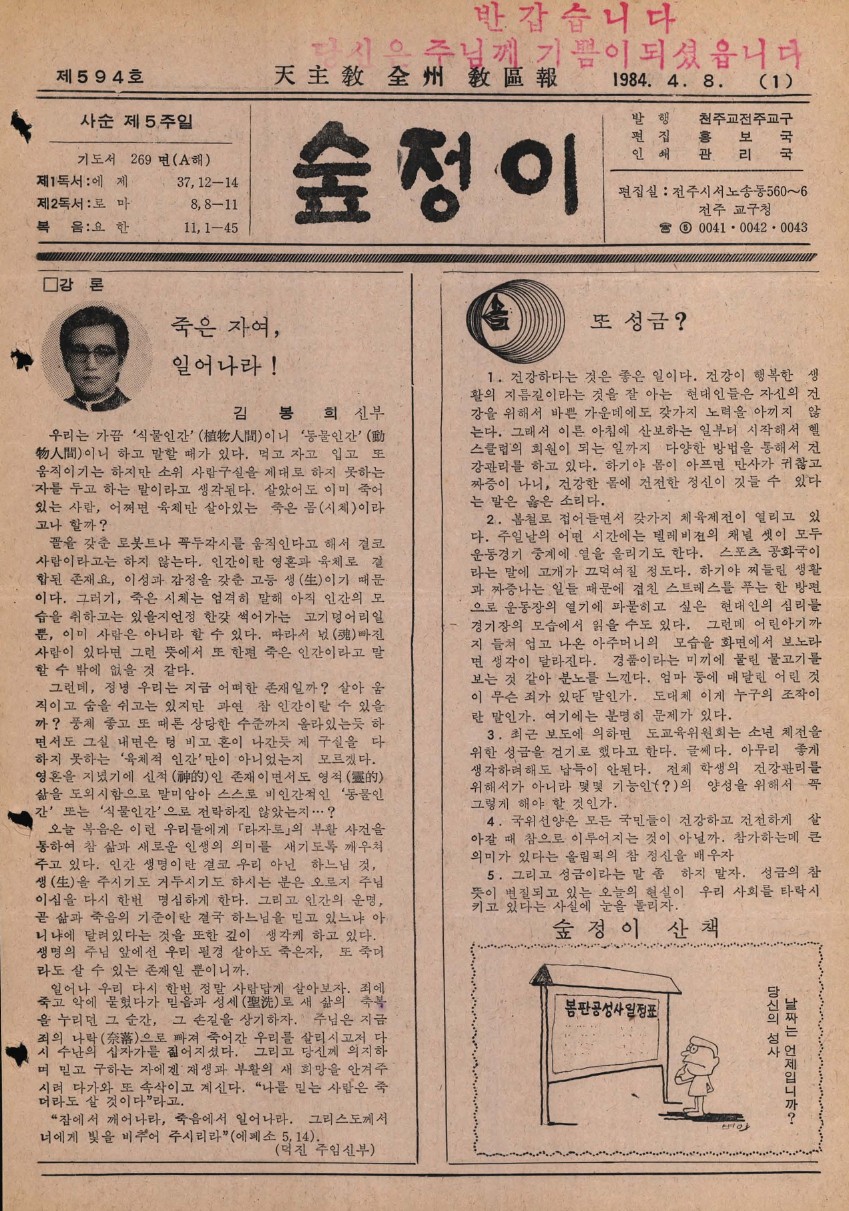 반갑습니다
당신은 주님께 기쁨이 되셨읍니다
제594호
天主敎 全州 敎區報
1984. 4. 8. (1)
사순 제5주일
기도서 269 면(A해)
제1독서:에 제 37,12—14
제2독서:로 마 8,8—11
복 음:요 한 11,1—45
숲정이
발 행 천주교전주교구
편 집 홍 보 국
인 쇄 관 리 국
편집실 : 전주시서노송동560~6
전주 교구청
☎ ⑥ 0041・0042・0043
□강 론
죽은 자여,
일어나라 !
김 봉 희 신부
우리는 가끔 ‘식물인간’(植物人間)이니 ‘동물인간’(動
物人間)이니 하고 말할 때가 있다. 먹고 자고 입고 또
움직이기는 하지만 소위 사람구실을 제대로 하지 못하는
자를 두고 하는 말이라고 생각된다. 살았어도 이미 죽어
있는 사람, 어쩌면 육체만 살아있는 죽은 몸(시체)이라
고나 할까?
꼴을 갖춘 로봇트나 꼭두각시를 움직인다고 해서 결코
사람이라고는 하지 않는다. 인간이란 영혼과 육체로 결
합된 존재요, 이성과 감정을 갖춘 고등 생(生)이기 때문
이다. 그러기, 죽은 시체는 엄격히 말해 아직 인간의 모
습을 취하고는 있을지언정 한갖 썩어가는 고기덩어리일
뿐, 이미 사람은 아니라 할 수 있다. 따라서 넋(魂)빠진
사람이 있다면 그런 뜻에서 또 한편 죽은 인간이라고 말
할 수 밖에 없을 것 같다.
그런데, 정녕 우리는 지금 어떠한 존재일까? 살아 움
직이고 숨을 쉬고는 있지만 과연 참 인간이랄 수 있을
까? 풍체 좋고 또 때론 상당한 수준까지 올라있는듯 하
면서도 그실 내면은 텅 비고 혼이 나간듯 제 구실을 다
하지 못하는 ‘육체적 인간’만이 아니었는지 모르겠다.
영혼을 지녔기에 신적(神的)인 존재이면서도 영적(靈的)
삶을 도외시함으로 말미암아 스스로 비인간적인 ‘동물인
간’ 또는 ‘식물인간’으로 전락하진 않았는지…?
오늘 복음은 이런 우리들에게 「라자로」의 부활 사건을
통하여 참 삶과 새로운 인생의 의미를 새기도록 깨우쳐
주고 있다. 인간 생명이란 결코 우리 아닌 하느님 것,
생(生)을 주시기도 거두시기도 하시는 분은 오로지 주님
이심을 다시 한번 명심하게 한다. 그리고 인간의 운명,
곧 삶과 죽음의 기준이란 결국 하느님을 믿고 있느냐 아
니냐에 달려있다는 것을 또한 깊이 생각케 하고 있다.
생명의 주님 앞에선 우리 필경 살아도 죽은자, 또 죽더
라도 살 수 있는 존재일 뿐이니까.
일어나 우리 다시 한번 정말 사람답게 살아보자. 죄에
죽고 악에 묻혔다가 믿음과 성세(聖洗)로 새 삶의 축복
을 누리던 그 순간, 그 손길을 상기하자. 주님은 지금
죄의 나락(奈落)으로 빠져 죽어간 우리를 살리시고저 다
시 수난의 십자가를 짊어지셨다. 그리고 당신께 의지하
며 믿고 구하는 자에겐 재생과 부활의 새 희망을 안겨주
시려 다가와 또 속삭이고 계신다. “나를 믿는 사람은 죽
더라도 살 것이다”라고.
“잠에서 깨어나라, 죽음에서 일어나라. 그리스도께서
너에게 빛을 비추어 주시리라”(에페소 5,14).
(덕진 주임신부)
솔
또 성금?
1. 건강하다는 것은 좋은 일이다. 건강이 행복한 생
활의 지름길이라는 것을 잘 아는 현대인들은 자신의 건
강을 위해서 바쁜 가운데에도 갖가지 노력을 아끼지 않
는다. 그래서 이른 아침에 산보하는 일부터 시작해서 헬
스클럽의 회원이 되는 일까지 다양한 방법을 통해서 건
강관리를 하고 있다. 하기야 몸이 아프면 만사가 귀찮고
짜증이 나니, 건강한 몸에 건전한 정신이 깃들 수 있다
는 말은 옳은 소리다.
2. 봄철로 접어들면서 갖가지 체육제전이 열리고 있
다. 주일날의 어떤 시간에는 텔레비젼의 채널 셋이 모두
운동경기 중계에 열을 올리기도 한다. 스포츠 공화국이
라는 말에 고개가 끄덕여질 정도다. 하기야 찌들린 생활
과 짜증나는 일들 때문에 겹친 스트레스를 푸는 한 방편
으로 운동장의 열기에 파묻히고 싶은 현대인의 심리를
경기장의 모습에서 읽을 수도 있다. 그런데 어린아기까
지 들쳐 업고 나온 아주머니의 모습을 화면에서 보노라
면 생각이 달라진다. 경품이라는 미끼에 물린 물고기를
보는 것 같아 분노를 느낀다. 엄마 등에 매달린 어린 것
이 무슨 죄가 있단 말인가. 도대체 이게 누구의 조작이
란 말인가. 여기에는 분명히 문제가 있다.
3. 최근 보도에 의하면 도교육위원회는 소년 체전을
위한 성금을 걷기로 했다고 한다. 글쎄다. 아무리 좋게
생각하려해도 납득이 안된다. 전체 학생의 건강관리를
위해서가 아니라 몇몇 기능인(?)의 양성을 위해서 꼭
그렇게 해야 할 것인가.
4. 국위선양은 모든 국민들이 건강하고 건전하게 살
아갈 때 참으로 이루어지는 것이 아닐까. 참가하는데 큰
의미가 있다는 올림픽의 참 정신을 배우자
5. 그리고 성금이라는 말 좀 하지 말자. 성금의 참
뜻이 변질되고 있는 오늘의 현실이 우리 사회를 타락시
키고 있다는 사실에 눈을 돌리자.
숲정이 산책
봄판공성사일정표
날짜는 언제입니까?
당신의 성사